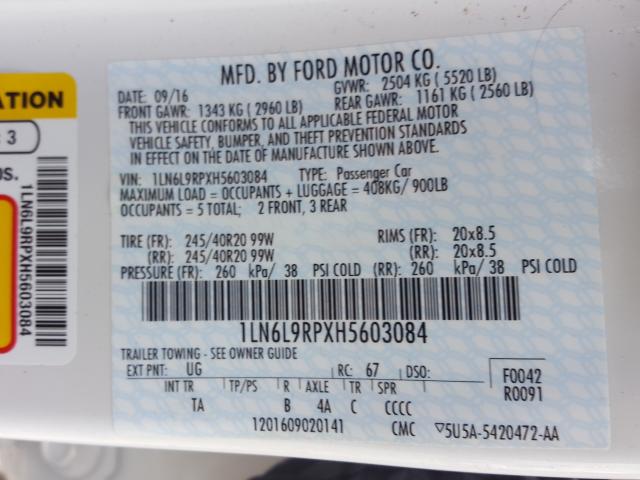 ATION
3
OS.
1LN6L9RPXH5603084
MFD. BY FORD MOTOR CO.
DATE: 09/16 GVWR: 2504 KG ( 5520 LB)
FRONT GAWR: 1343 KG ( 2960 LB) REAR GAWR: 1161 KG ( 2560 LB)
THIS VEHICLE CONFORMS TO ALL APPLICABLE FEDERAL MOTOR
VEHICLE SAFETY, BUMPER, AND THEFT PREVENTION STANDARDS
IN EFFECT ON THE DATE OF MANUFACTURE SHOWN ABOVE.
VIN: 1LN6L9RPXH5603084 TYPE: Passenger Car
MAXIMUM LOAD = OCCUPANTS + LUGGAGE = 408KG/ 900LB
OCCUPANTS = 5 TOTAL; 2 FRONT, 3 REAR
TIRE (FR): 245/40R20 99W RIMS (FR): 20x8.5
(RR): 245/40R20 99W (RR): 20x8.5
PRESSURE (FR): 260 kPa/ 38 PSI COLD (RR): 260 kPa/ 38 PSI COLD
1LN6L9RPXH5603084
TRAILER TOWING - SEE OWNER GUIDE
EXT PNT: UG RC: 67 DSO: F0042
INT TR TP/PS R AXLE TR SPR R0091
TA B 4A C CCCC
1201609020141 CMC ▽5U5A-5420472-AA